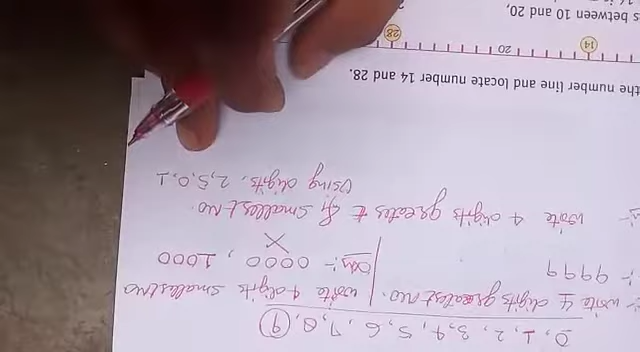 0, 1, 2, 3, 4, 5, 6, 7, 8, 9
:- write 4 digits greatest no. | write 4 digits smallest no
:- 9999
Ans :- 0000, 1000
X
:- write 4 digits greates & smallest no.
Using digits. 2, 5, 0, 1
the number line and locate number 14 and 28.
14 20 28
s between 10 and 20,